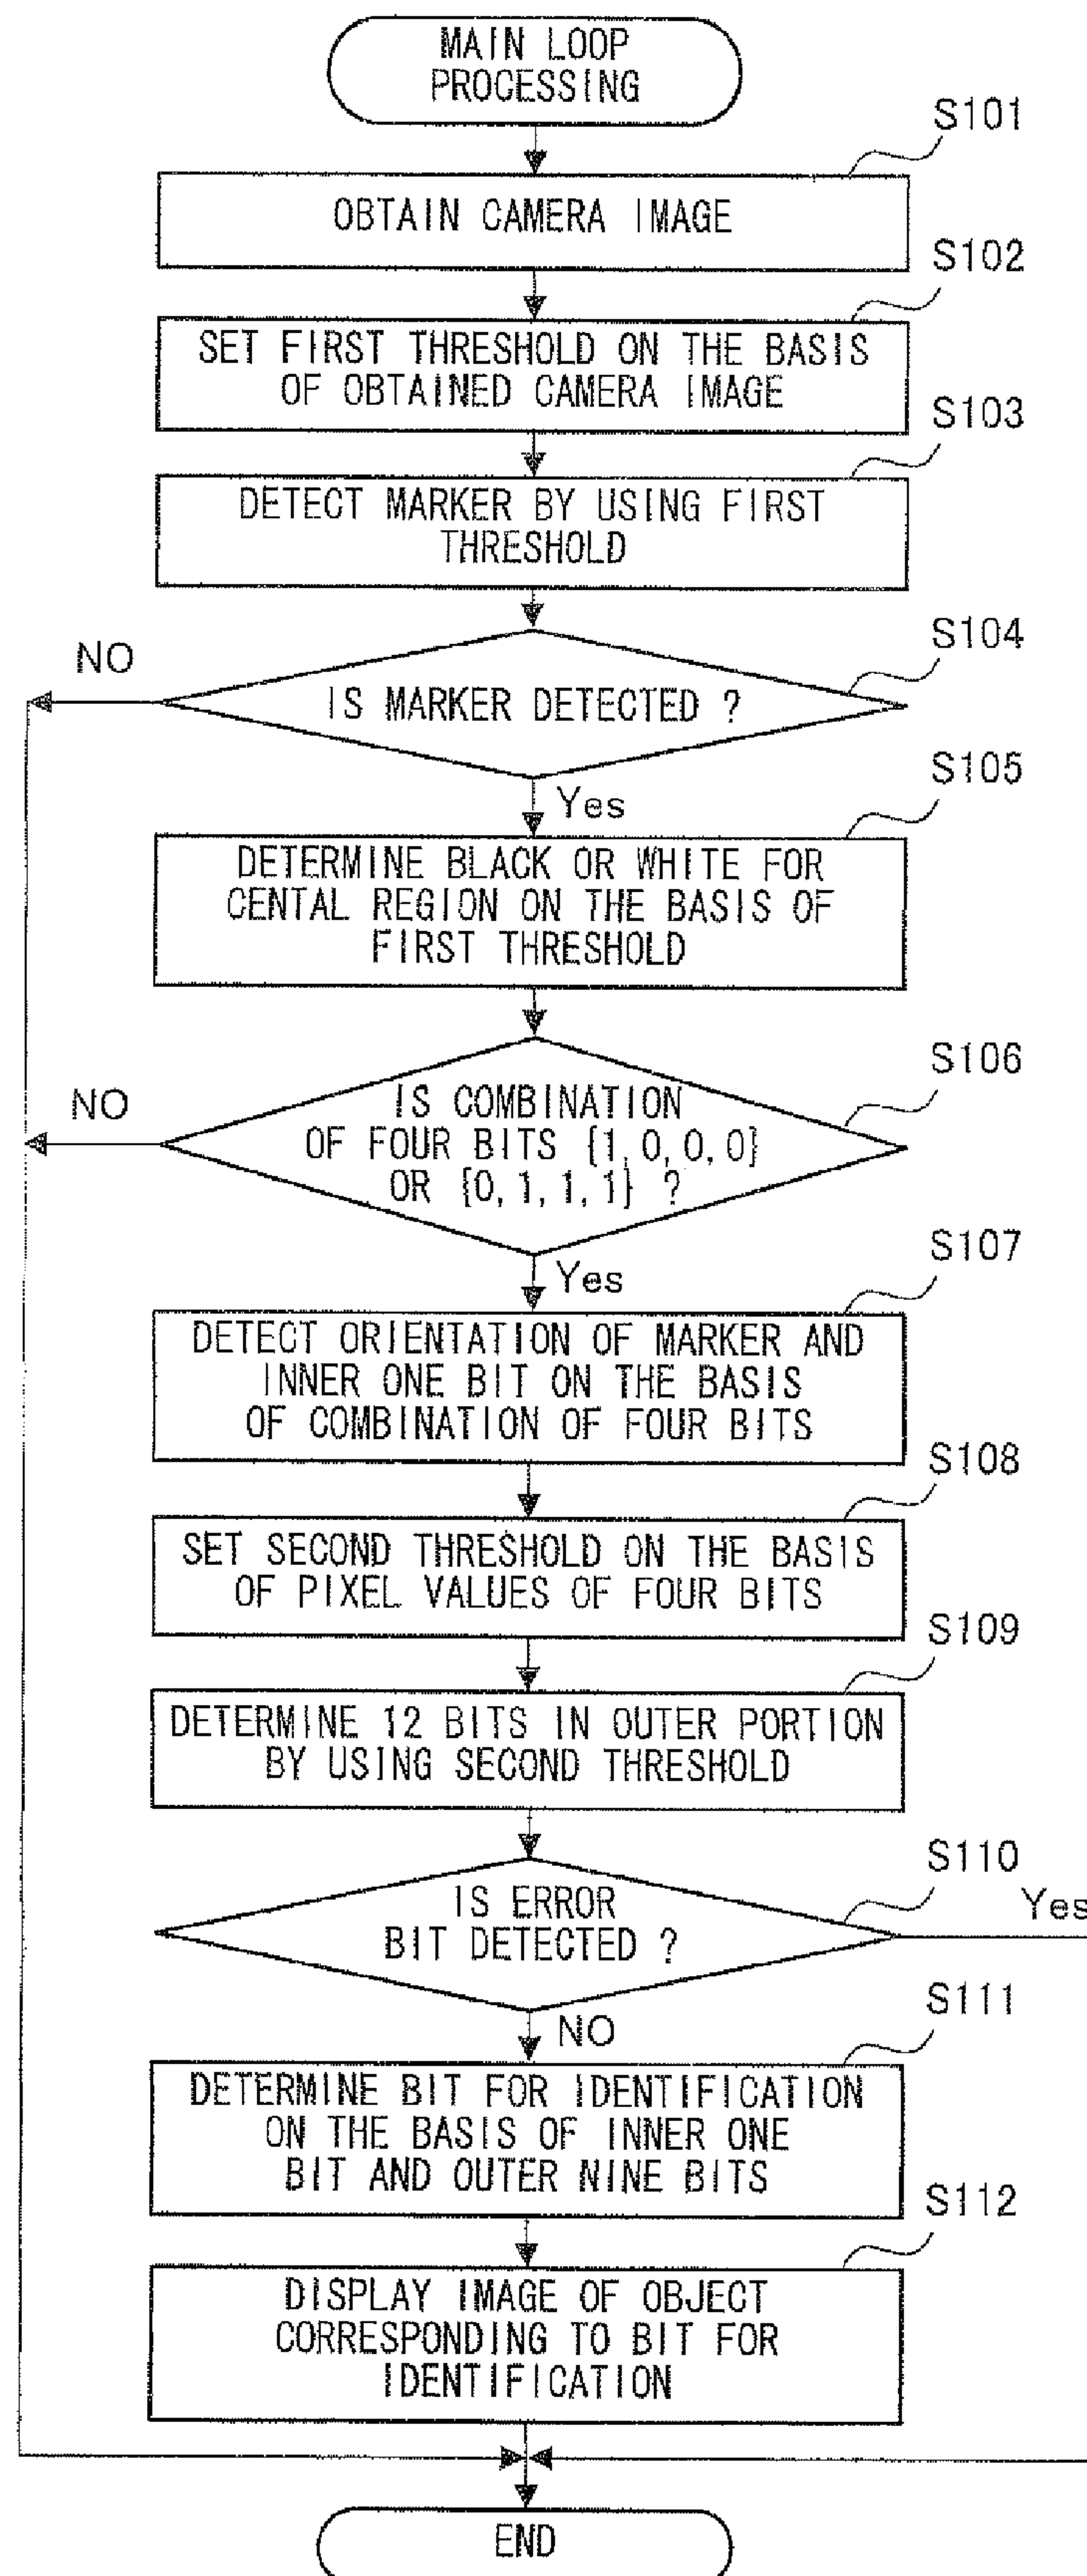 MAIN LOOP
PROCESSING
S101
OBTAIN CAMERA IMAGE
S102
SET FIRST THRESHOLD ON THE BASIS
OF OBTAINED CAMERA IMAGE
S103
DETECT MARKER BY USING FIRST
THRESHOLD
S104
NO
IS MARKER DETECTED ?
S105
Yes
DETERMINE BLACK OR WHITE FOR
CENTAL REGION ON THE BASIS OF
FIRST THRESHOLD
S106
NO
IS COMBINATION
OF FOUR BITS {1, 0, 0, 0}
OR {0, 1, 1, 1} ?
S107
Yes
DETECT ORIENTATION OF MARKER AND
INNER ONE BIT ON THE BASIS
OF COMBINATION OF FOUR BITS
S108
SET SECOND THRESHOLD ON THE BASIS
OF PIXEL VALUES OF FOUR BITS
S109
DETERMINE 12 BITS IN OUTER PORTION
BY USING SECOND THRESHOLD
S110
Yes
IS ERROR
BIT DETECTED ?
S111
NO
DETERMINE BIT FOR IDENTIFICATION
ON THE BASIS OF INNER ONE
BIT AND OUTER NINE BITS
S112
DISPLAY IMAGE OF OBJECT
CORRESPONDING TO BIT FOR
IDENTIFICATION
END